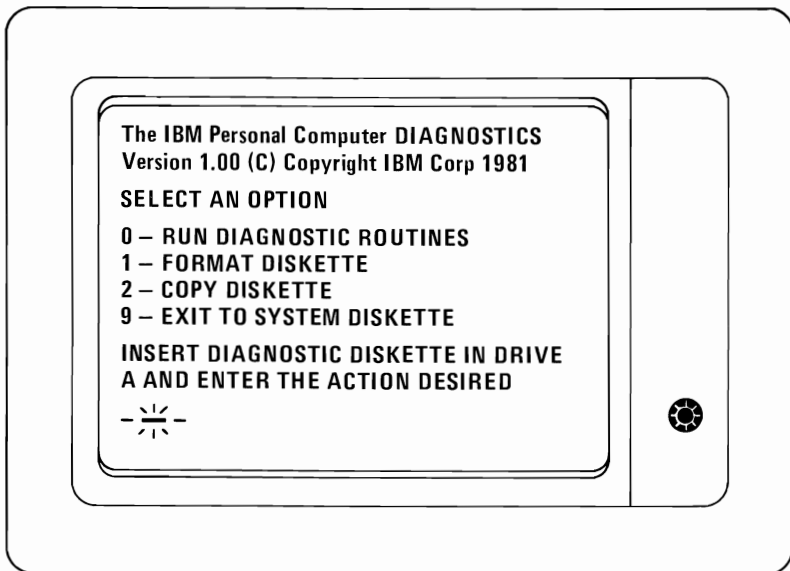 The IBM Personal Computer DIAGNOSTICS
Version 1.00 (C) Copyright IBM Corp 1981
SELECT AN OPTION
0 – RUN DIAGNOSTIC ROUTINES
1 – FORMAT DISKETTE
2 – COPY DISKETTE
9 – EXIT TO SYSTEM DISKETTE
INSERT DIAGNOSTIC DISKETTE IN DRIVE
A AND ENTER THE ACTION DESIRED